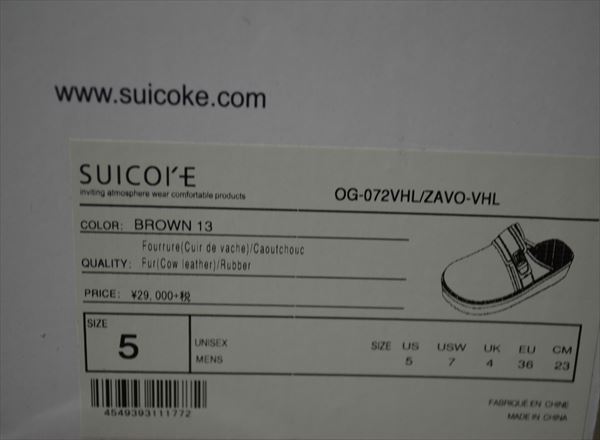 www.suicoke.com
SUICOKE
inviting atmosphere wear comfortable products
OG-072VHL/ZAVO-VHL
COLOR: BROWN 13
Fourrure(Cuir de vache)/Caoutchouc
QUALITY: Fur(Cow leather)/Rubber
PRICE: ¥29,000+税
SIZE
5
UNISEX
MENS
SIZE US USW UK EU CM
5 7 4 36 23
4549393111772
FABRIQUE EN CHINE
MADE IN CHINA